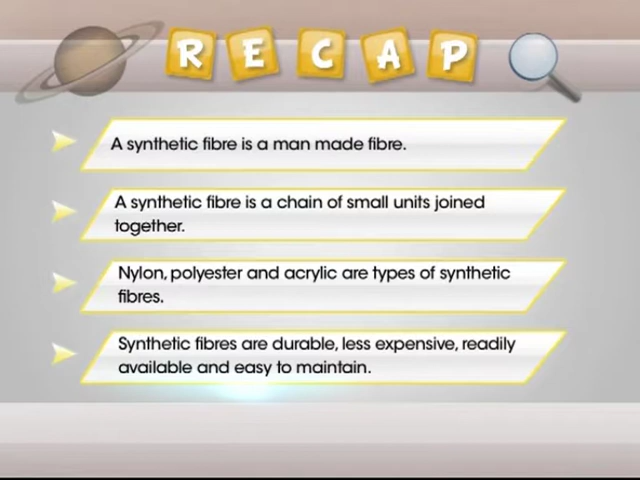 RECAP
A synthetic fibre is a man made fibre.
A synthetic fibre is a chain of small units joined
together.
Nylon, polyester and acrylic are types of synthetic
fibres.
Synthetic fibres are durable, less expensive, readily
available and easy to maintain.